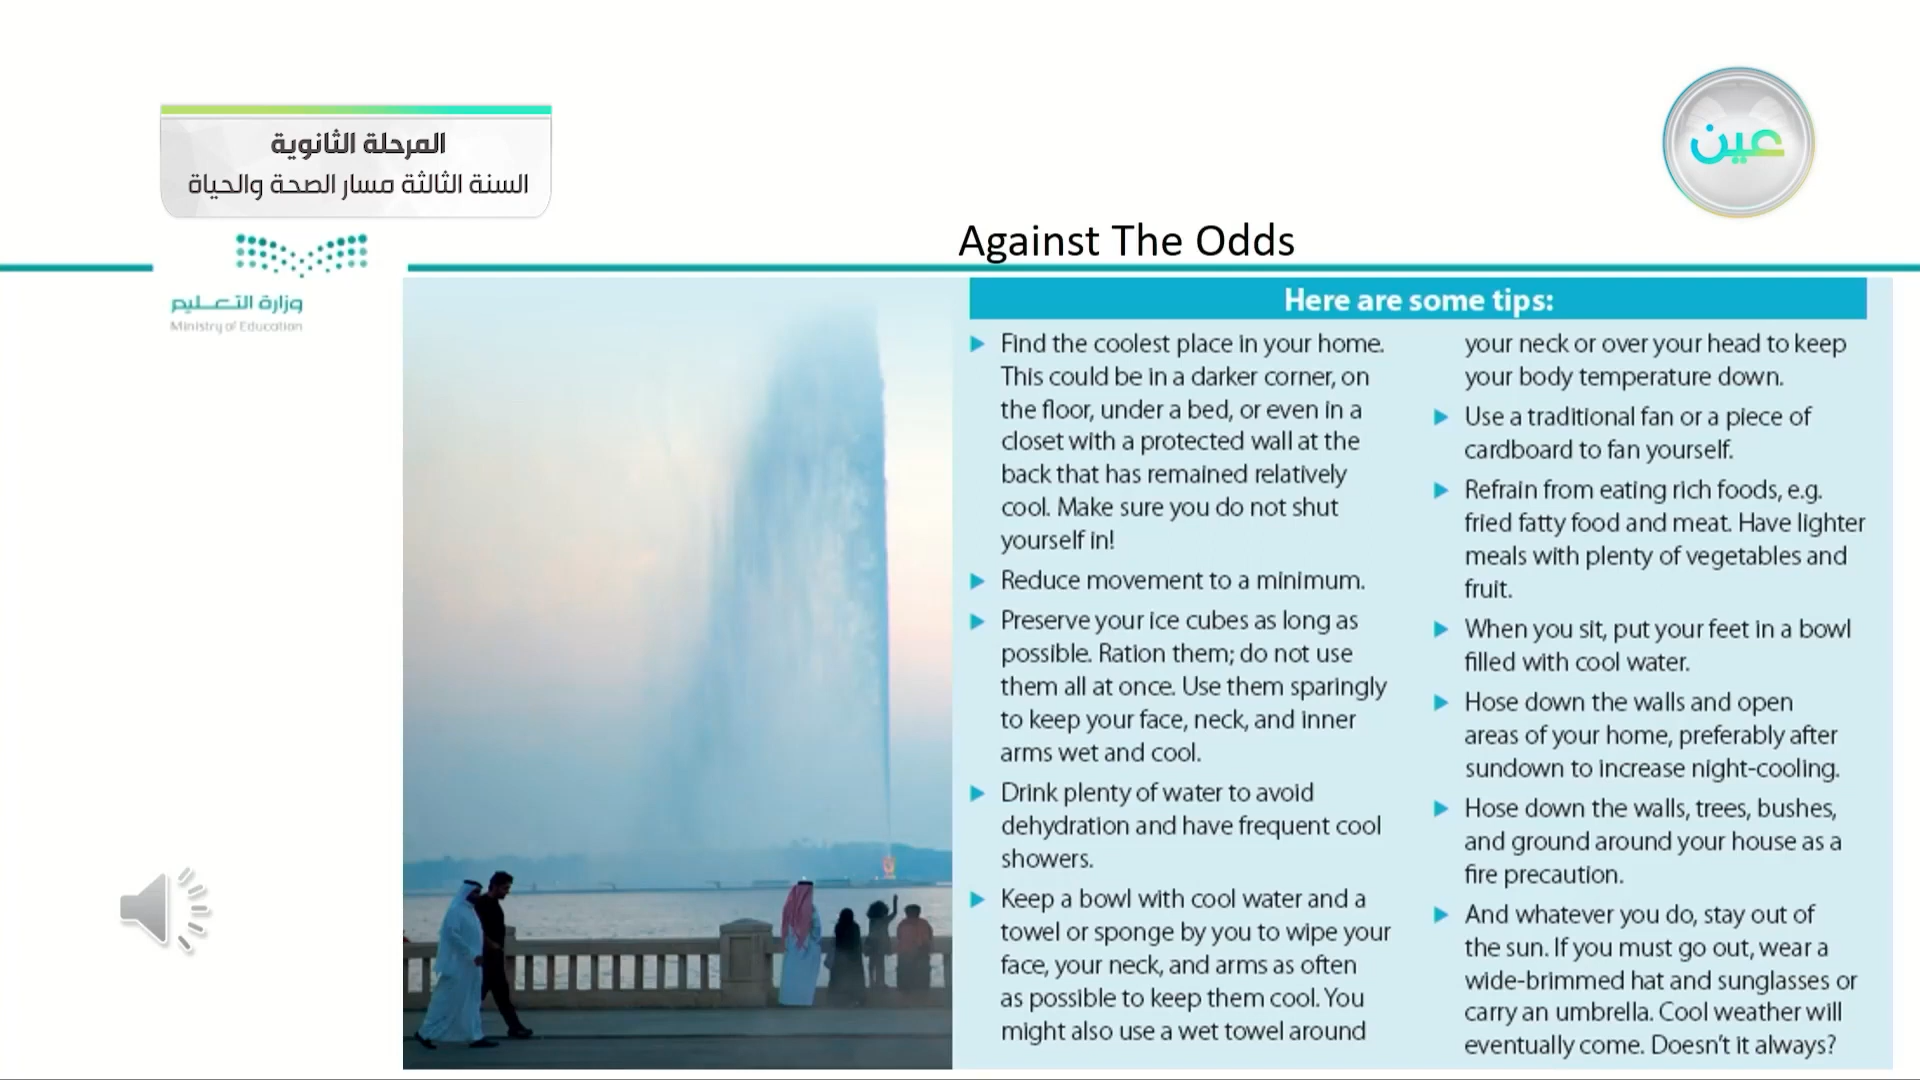 المرحلة الثانوية
السنة الثالثة مسار الصحة والحياة
عين
وزارة التعليم
Ministry of Education
Against The Odds
Here are some tips:
Find the coolest place in your home.
This could be in a darker corner, on
the floor, under a bed, or even in a
closet with a protected wall at the
back that has remained relatively
cool. Make sure you do not shut
yourself in!
Reduce movement to a minimum.
Preserve your ice cubes as long as
possible. Ration them; do not use
them all at once. Use them sparingly
to keep your face, neck, and inner
arms wet and cool.
Drink plenty of water to avoid
dehydration and have frequent cool
showers.
Keep a bowl with cool water and a
towel or sponge by you to wipe your
face, your neck, and arms as often
as possible to keep them cool. You
might also use a wet towel around
your neck or over your head to keep
your body temperature down.
Use a traditional fan or a piece of
cardboard to fan yourself.
Refrain from eating rich foods, e.g.
fried fatty food and meat. Have lighter
meals with plenty of vegetables and
fruit.
When you sit, put your feet in a bowl
filled with cool water.
Hose down the walls and open
areas of your home, preferably after
sundown to increase night-cooling.
Hose down the walls, trees, bushes,
and ground around your house as a
fire precaution.
And whatever you do, stay out of
the sun. If you must go out, wear a
wide-brimmed hat and sunglasses or
carry an umbrella. Cool weather will
eventually come. Doesn't it always?